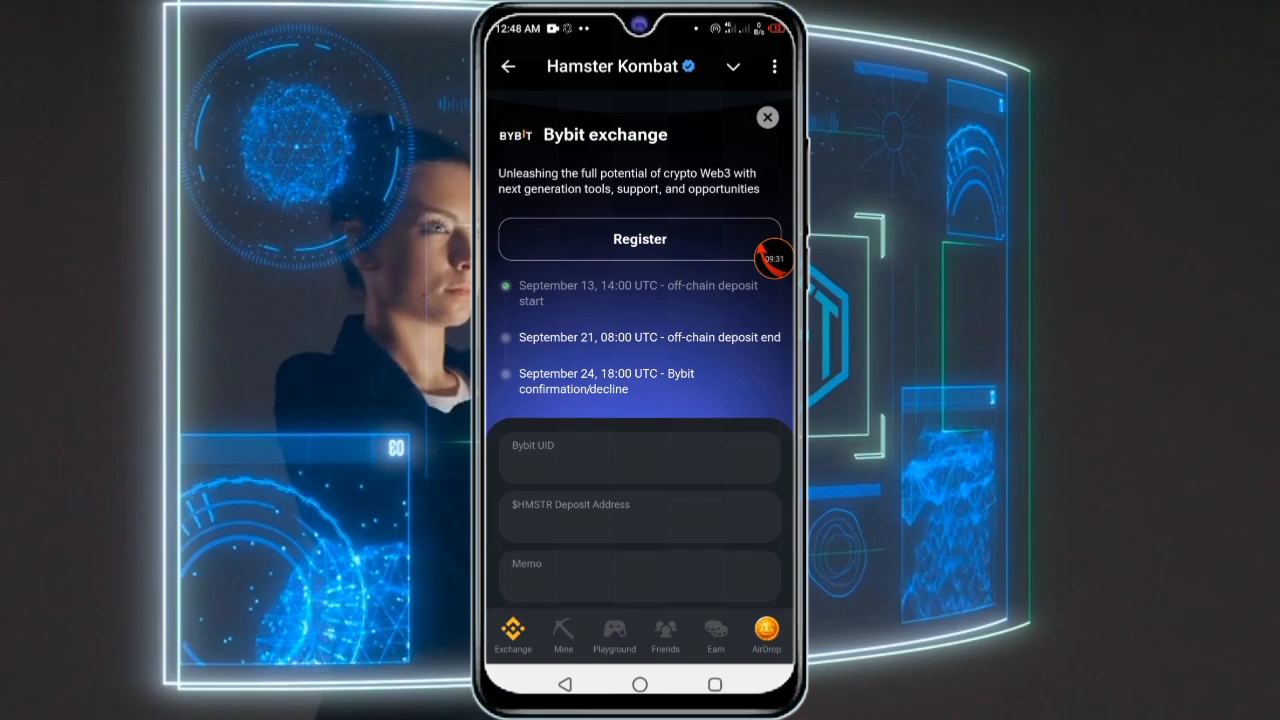 12:48 AM
Hamster Kombat
BYBIT Bybit exchange
Unleashing the full potential of crypto Web3 with
next generation tools, support, and opportunities
Register
09:31
September 13, 14:00 UTC - off-chain deposit
start
September 21, 08:00 UTC - off-chain deposit end
September 24, 18:00 UTC - Bybit
confirmation/decline
Bybit UID
$HMSTR Deposit Address
Memo
Exchange Mine Playground Friends Earn AirDrop